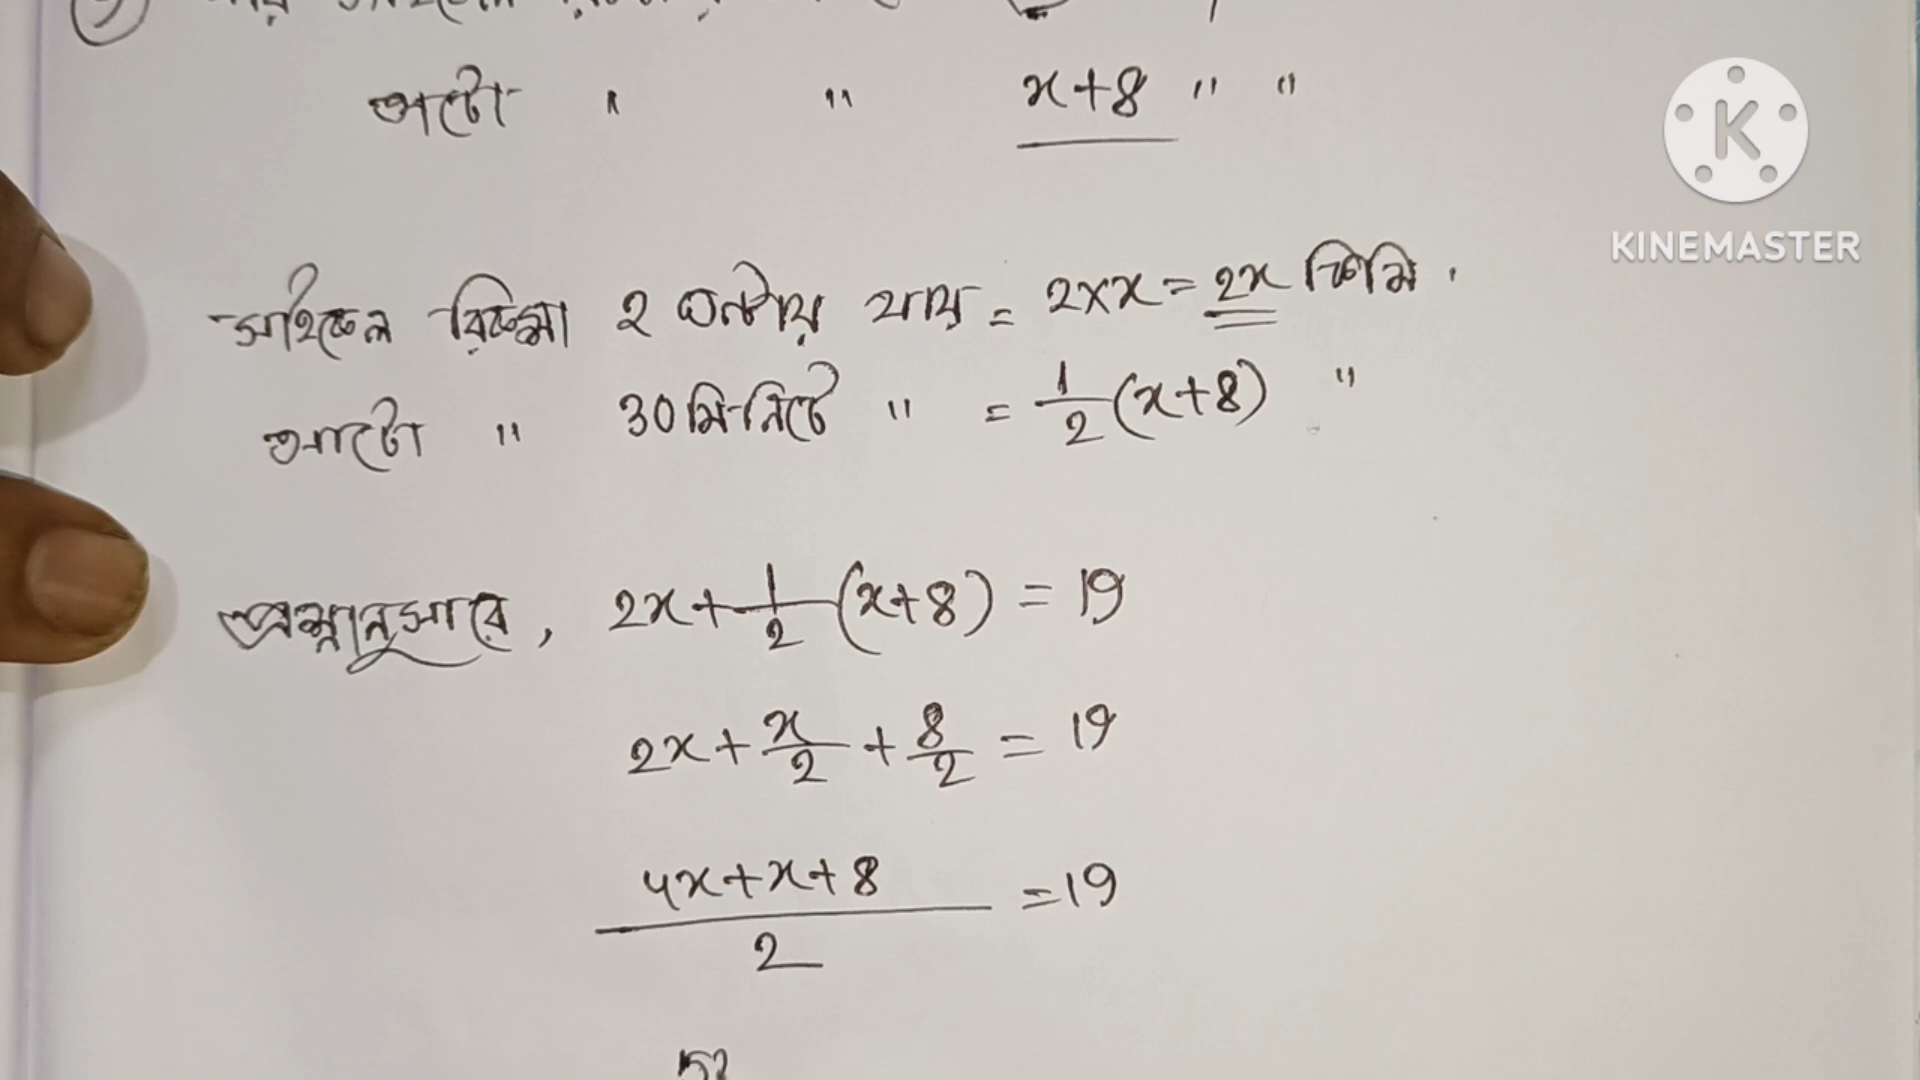 অটো " " x+8 " "
K
KINEMASTER
সাইকেল রিক্সা 2 ঘন্টায় যায় = 2×x = 2x কিমি.
অটো " 30 মিনিটে " = 1/2 (x+8) "
প্রশ্নানুসারে, 2x + 1/2 (x+8) = 19
2x + x/2 + 8/2 = 19
4x+x+8 / 2 = 19